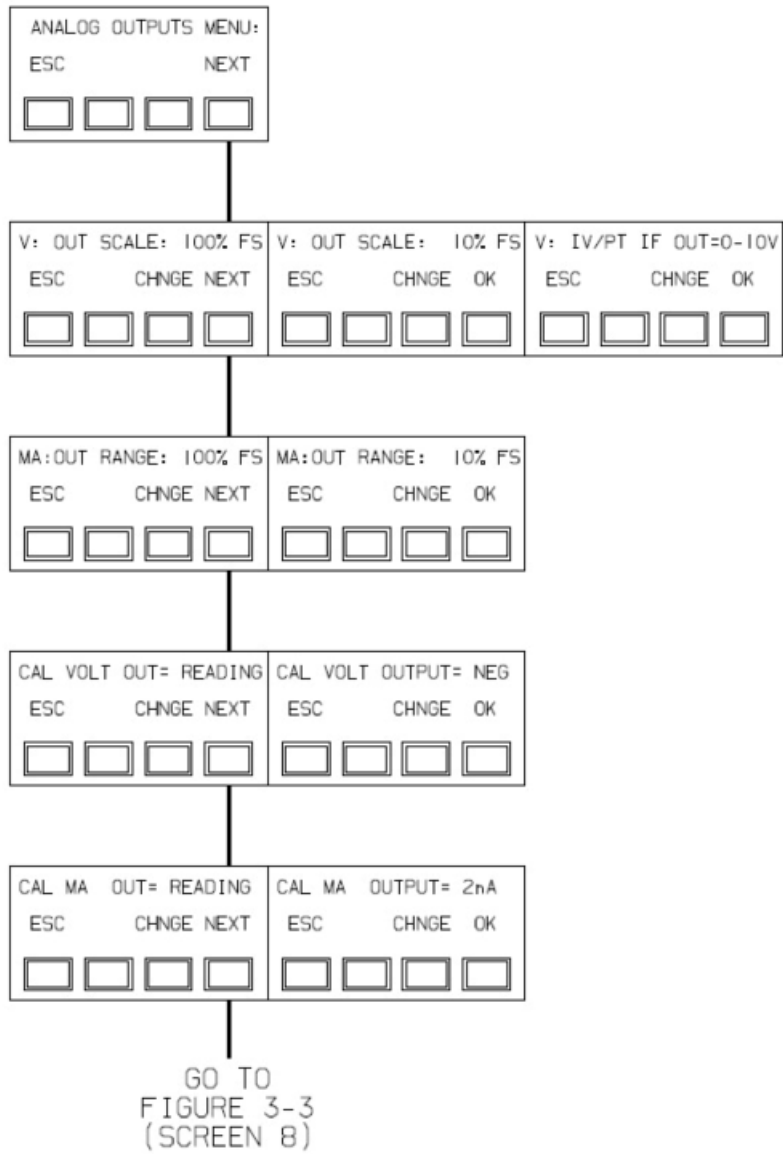 ANALOG OUTPUTS MENU:
ESC NEXT
V: OUT SCALE: 100% FS
ESC CHNGE NEXT
V: OUT SCALE: 10% FS
ESC CHNGE OK
V: IV/PT IF OUT=0-10V
ESC CHNGE OK
MA:OUT RANGE: 100% FS
ESC CHNGE NEXT
MA:OUT RANGE: 10% FS
ESC CHNGE OK
CAL VOLT OUT= READING
ESC CHNGE NEXT
CAL VOLT OUTPUT= NEG
ESC CHNGE OK
CAL MA OUT= READING
ESC CHNGE NEXT
CAL MA OUTPUT= 2nA
ESC CHNGE OK
GO TO
FIGURE 3-3
(SCREEN 8)